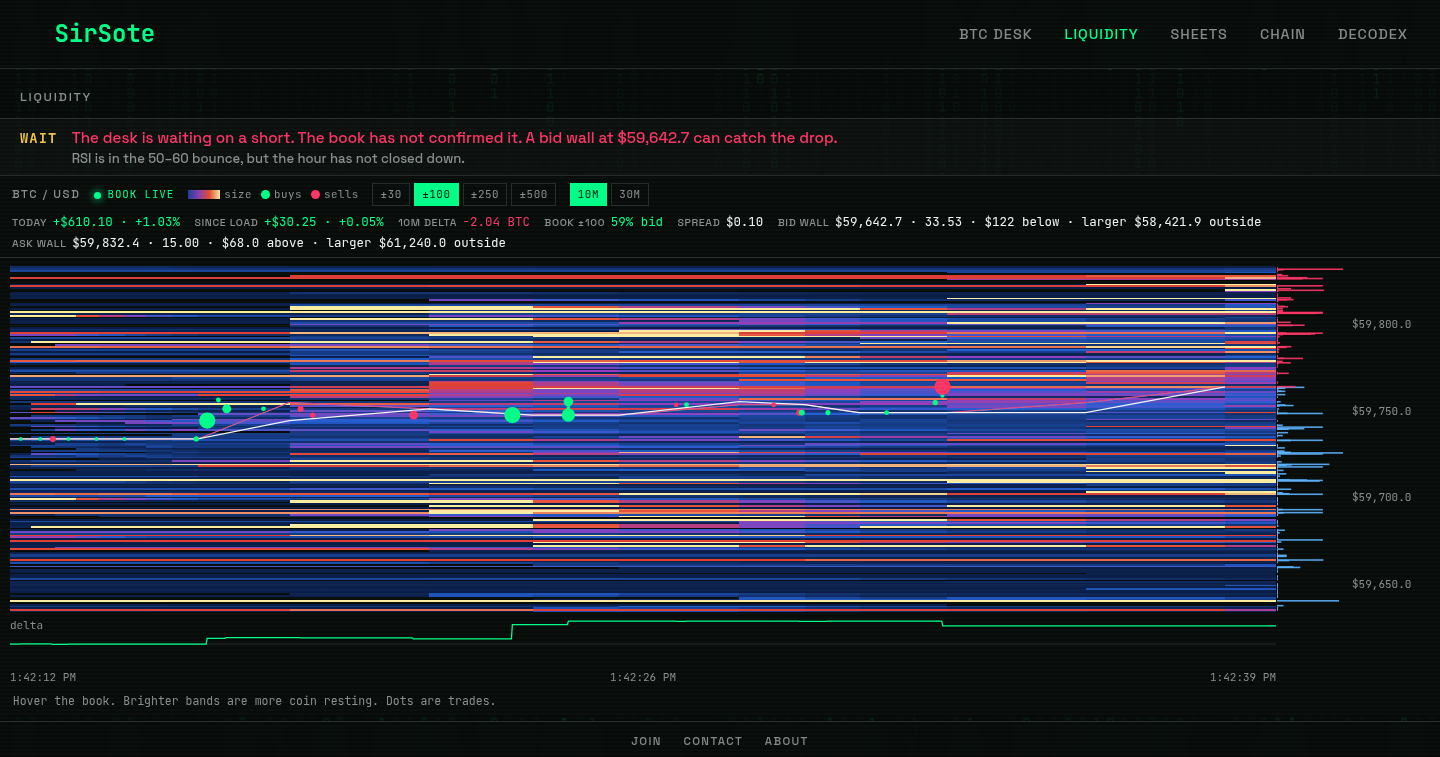 SirSote
BTC DESK LIQUIDITY SHEETS CHAIN DECODEX
LIQUIDITY
WAIT The desk is waiting on a short. The book has not confirmed it. A bid wall at $59,642.7 can catch the drop.
RSI is in the 50–60 bounce, but the hour has not closed down.
BTC / USD BOOK LIVE size buys sells ±30 ±100 ±250 ±500 10M 30M
TODAY +$610.10 · +1.03% SINCE LOAD +$30.25 · +0.05% 10M DELTA -2.04 BTC BOOK ±100 59% bid SPREAD $0.10 BID WALL $59,642.7 · 33.53 · $122 below · larger $58,421.9 outside
ASK WALL $59,832.4 · 15.00 · $68.0 above · larger $61,240.0 outside
$59,800.0
$59,750.0
$59,700.0
$59,650.0
delta
1:42:12 PM 1:42:26 PM 1:42:39 PM
Hover the book. Brighter bands are more coin resting. Dots are trades.
JOIN CONTACT ABOUT